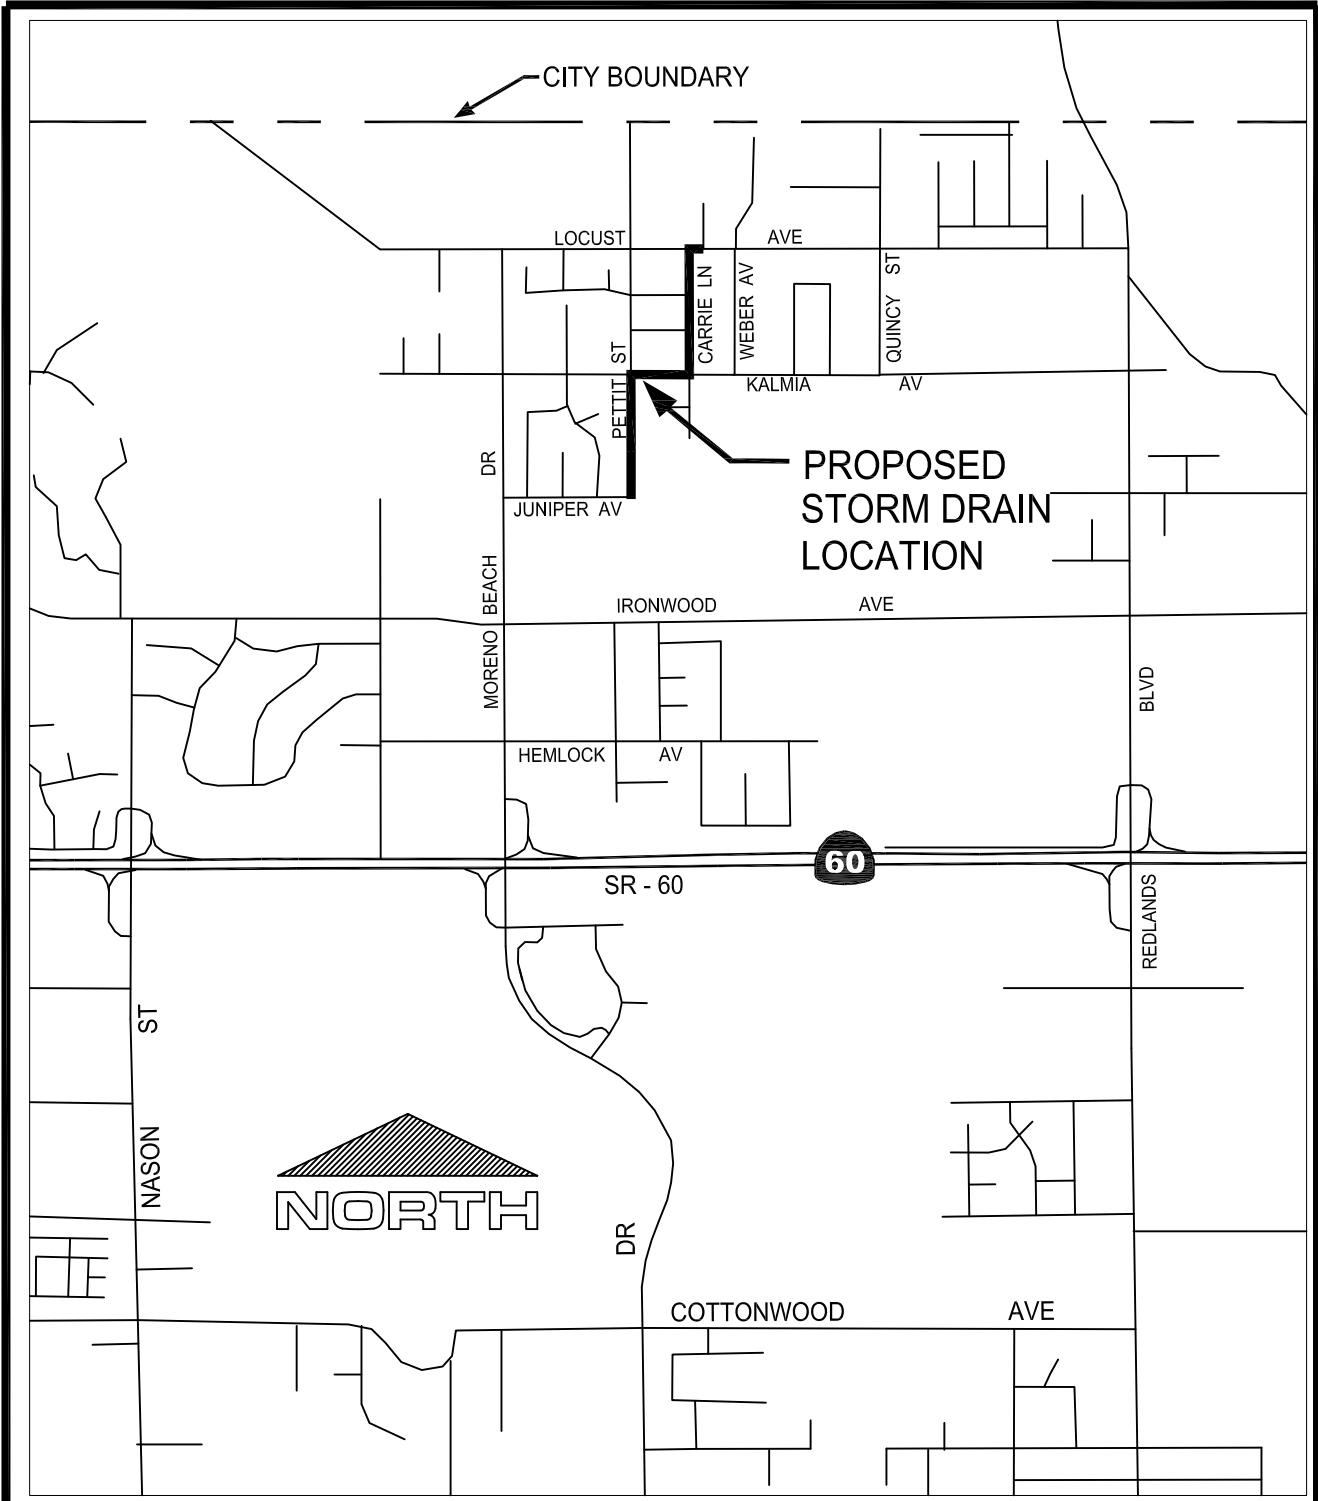 CITY BOUNDARY
LOCUST AVE
CARRIE LN
WEBER AV
QUINCY ST
PETTIT ST
KALMIA AV
PROPOSED
STORM DRAIN
LOCATION
JUNIPER AV
MORENO BEACH DR
IRONWOOD AVE
HEMLOCK AV
REDLANDS BLVD
60
SR - 60
NASON ST
NORTH
DR
COTTONWOOD AVE